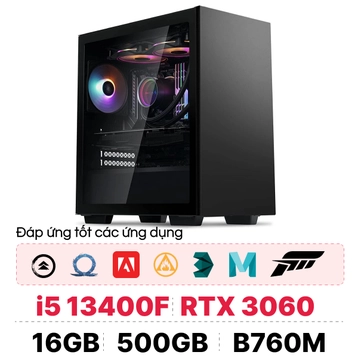 Đáp ứng tốt các ứng dụng
i5 13400F RTX 3060
16GB 500GB B760M